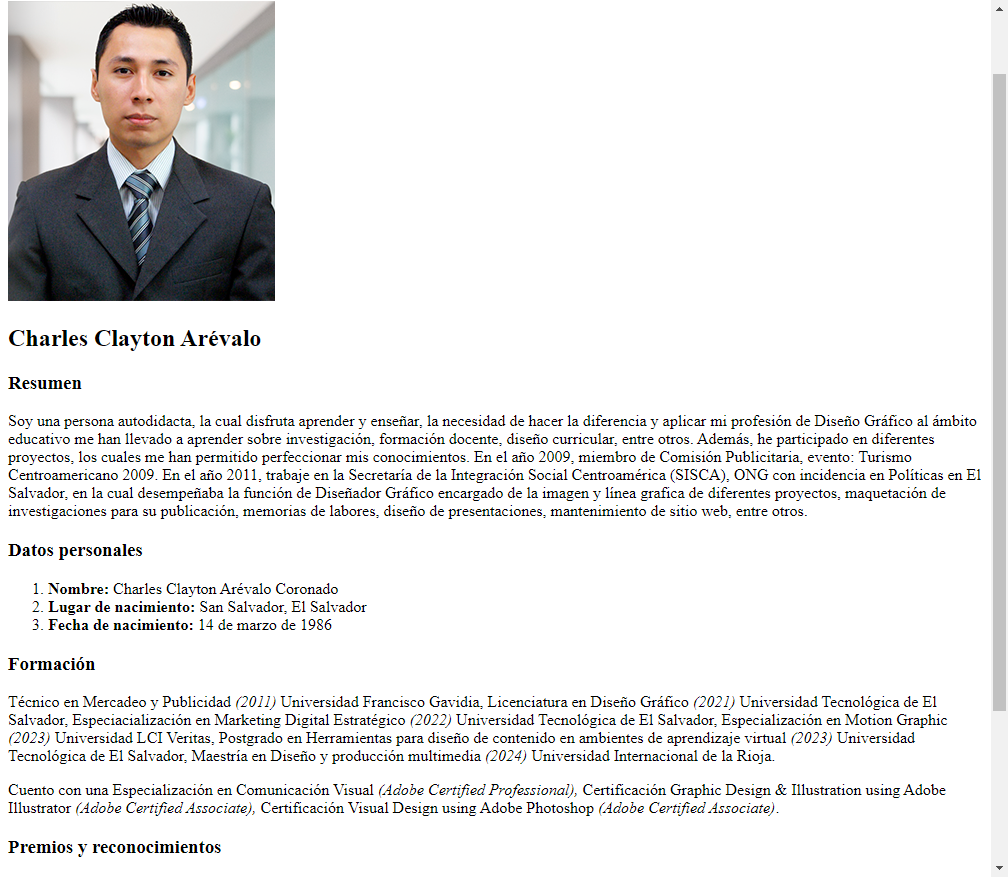 Charles Clayton Arévalo
Resumen
Soy una persona autodidacta, la cual disfruta aprender y enseñar, la necesidad de hacer la diferencia y aplicar mi profesión de Diseño Gráfico al ámbito
educativo me han llevado a aprender sobre investigación, formación docente, diseño curricular, entre otros. Además, he participado en diferentes
proyectos, los cuales me han permitido perfeccionar mis conocimientos. En el año 2009, miembro de Comisión Publicitaria, evento: Turismo
Centroamericano 2009. En el año 2011, trabaje en la Secretaría de la Integración Social Centroamérica (SISCA), ONG con incidencia en Políticas en El
Salvador, en la cual desempeñaba la función de Diseñador Gráfico encargado de la imagen y línea grafica de diferentes proyectos, maquetación de
investigaciones para su publicación, memorias de labores, diseño de presentaciones, mantenimiento de sitio web, entre otros.
Datos personales
1. Nombre: Charles Clayton Arévalo Coronado
2. Lugar de nacimiento: San Salvador, El Salvador
3. Fecha de nacimiento: 14 de marzo de 1986
Formación
Técnico en Mercadeo y Publicidad (2011) Universidad Francisco Gavidia, Licenciatura en Diseño Gráfico (2021) Universidad Tecnológica de El
Salvador, Especiacialización en Marketing Digital Estratégico (2022) Universidad Tecnológica de El Salvador, Especialización en Motion Graphic
(2023) Universidad LCI Veritas, Postgrado en Herramientas para diseño de contenido en ambientes de aprendizaje virtual (2023) Universidad
Tecnológica de El Salvador, Maestría en Diseño y producción multimedia (2024) Universidad Internacional de la Rioja.
Cuento con una Especialización en Comunicación Visual (Adobe Certified Professional), Certificación Graphic Design & Illustration using Adobe
Illustrator (Adobe Certified Associate), Certificación Visual Design using Adobe Photoshop (Adobe Certified Associate).
Premios y reconocimientos